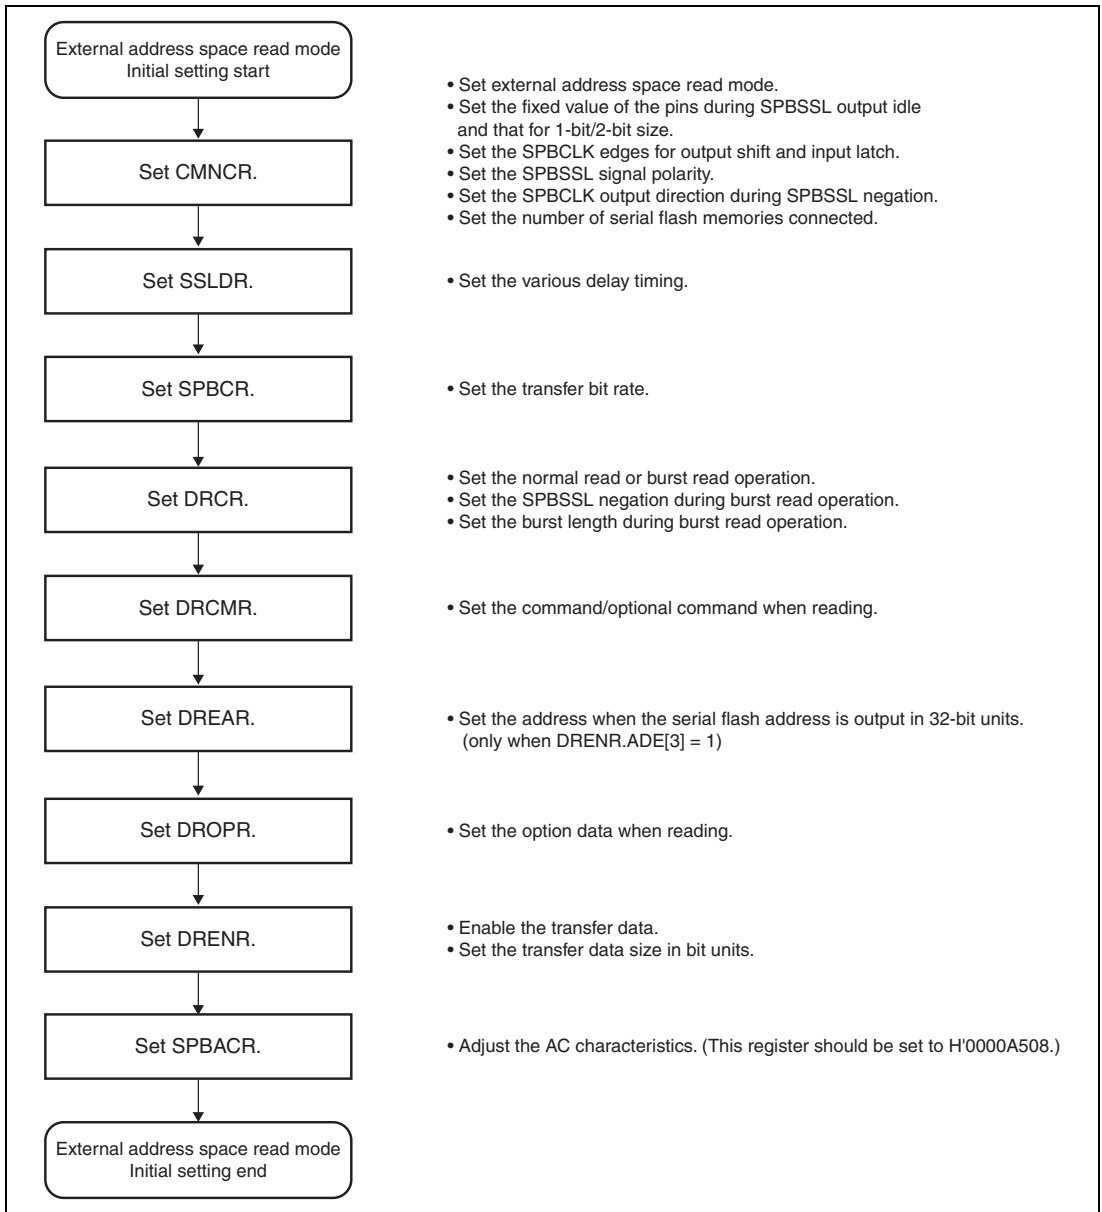 External address space read mode
Initial setting start
• Set external address space read mode.
• Set the fixed value of the pins during SPBSSL output idle
and that for 1-bit/2-bit size.
• Set the SPBCLK edges for output shift and input latch.
• Set the SPBSSL signal polarity.
• Set the SPBCLK output direction during SPBSSL negation.
• Set the number of serial flash memories connected.
Set CMNCR.
Set SSLDR.
• Set the various delay timing.
Set SPBCR.
• Set the transfer bit rate.
Set DRCR.
• Set the normal read or burst read operation.
• Set the SPBSSL negation during burst read operation.
• Set the burst length during burst read operation.
Set DRCMR.
• Set the command/optional command when reading.
Set DREAR.
• Set the address when the serial flash address is output in 32-bit units.
(only when DRENR.ADE[3] = 1)
Set DROPR.
• Set the option data when reading.
Set DRENR.
• Enable the transfer data.
• Set the transfer data size in bit units.
Set SPBACR.
• Adjust the AC characteristics. (This register should be set to H'0000A508.)
External address space read mode
Initial setting end